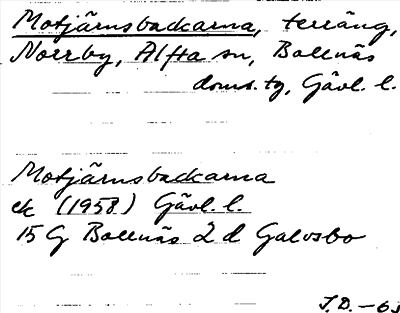 Motjärnsbackarna, terräng,
Norrby, Alfta sn, Bollnäs
doms.tg, Gävl. l.
Motjärnsbackarna
ek (1958) Gävl. l.
15 G Bollnäs 2 d Galvsbo
J.D. -63